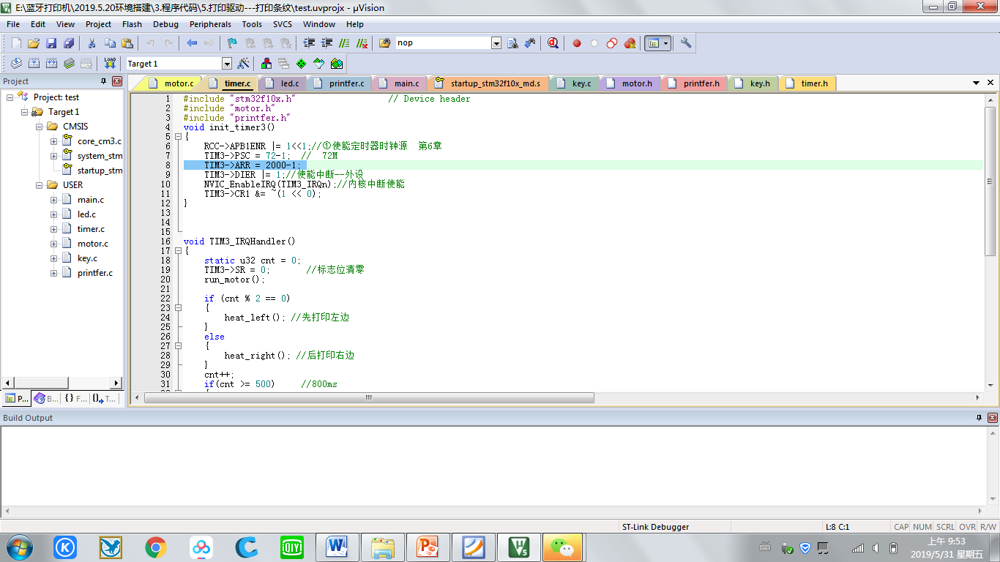 E:\蓝牙打印机\2019.5.20环境搭建\3.程序代码\5.打印驱动---打印条纹\test.uvprojx - µVision
File Edit View Project Flash Debug Peripherals Tools SVCS Window Help
nop
LOAD
Target 1
Project
motor.c timer.c led.c printfer.c main.c startup_stm32f10x_md.s key.c motor.h printfer.h key.h timer.h
Project: test
Target 1
CMSIS
core_cm3.c
system_stm
startup_stm
USER
main.c
led.c
timer.c
motor.c
key.c
printfer.c
P... B... {} F... T...
1 #include "stm32f10x.h" // Device header
2 #include "motor.h"
3 #include "printfer.h"
4 void init_timer3()
5 {
6 RCC->APB1ENR |= 1<<1;//①使能定时器时钟源 第6章
7 TIM3->PSC = 72-1; // 72M
8 TIM3->ARR = 2000-1;
9 TIM3->DIER |= 1;//使能中断--外设
10 NVIC_EnableIRQ(TIM3_IRQn);//内核中断使能
11 TIM3->CR1 &= ~(1 << 0);
12 }
13
14
15
16 void TIM3_IRQHandler()
17 {
18 static u32 cnt = 0;
19 TIM3->SR = 0; //标志位清零
20 run_motor();
21
22 if (cnt % 2 == 0)
23 {
24 heat_left(); //先打印左边
25 }
26 else
27 {
28 heat_right(); //后打印右边
29 }
30 cnt++;
31 if(cnt >= 500) //800ms
Build Output
ST-Link Debugger L:8 C:1 CAP NUM SCRL OVR R/W
上午 9:53
2019/5/31 星期五